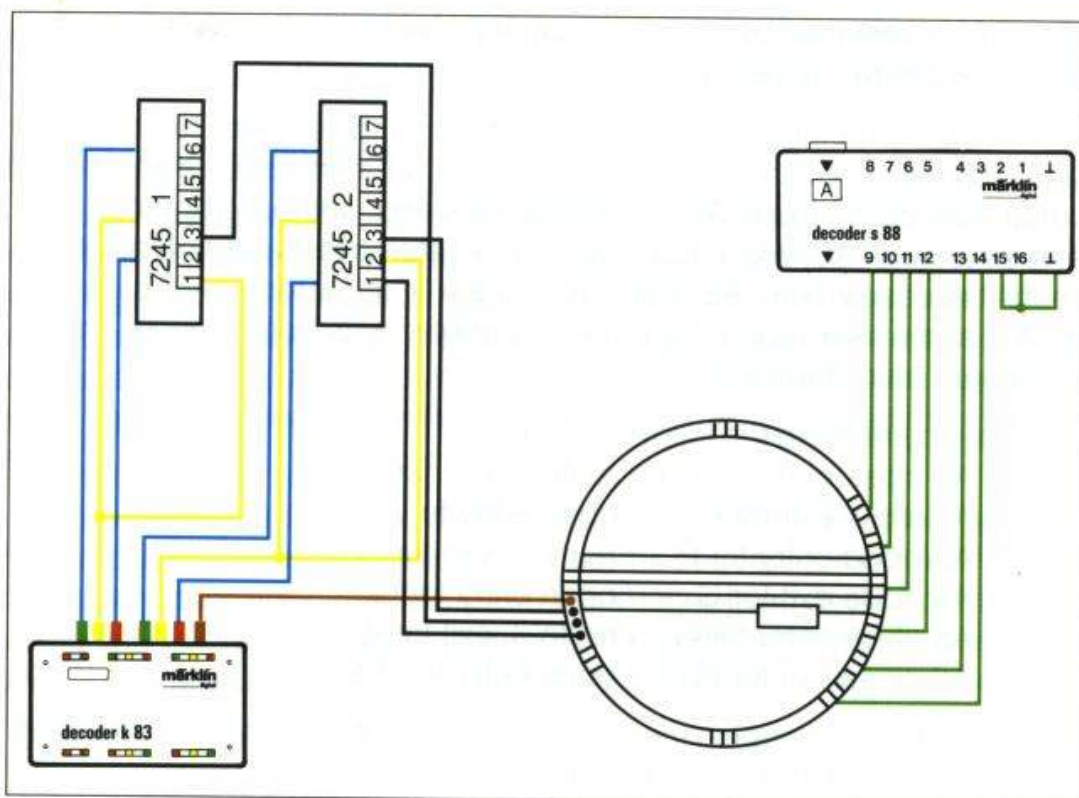 7245 1
1 2 3 4 5 6 7
7245 2
1 2 3 4 5 6 7
8 7 6 5 4 3 2 1 ⊥
A
märklin
digital
decoder s 88
9 10 11 12 13 14 15 16 ⊥
märklin
digital
decoder k 83